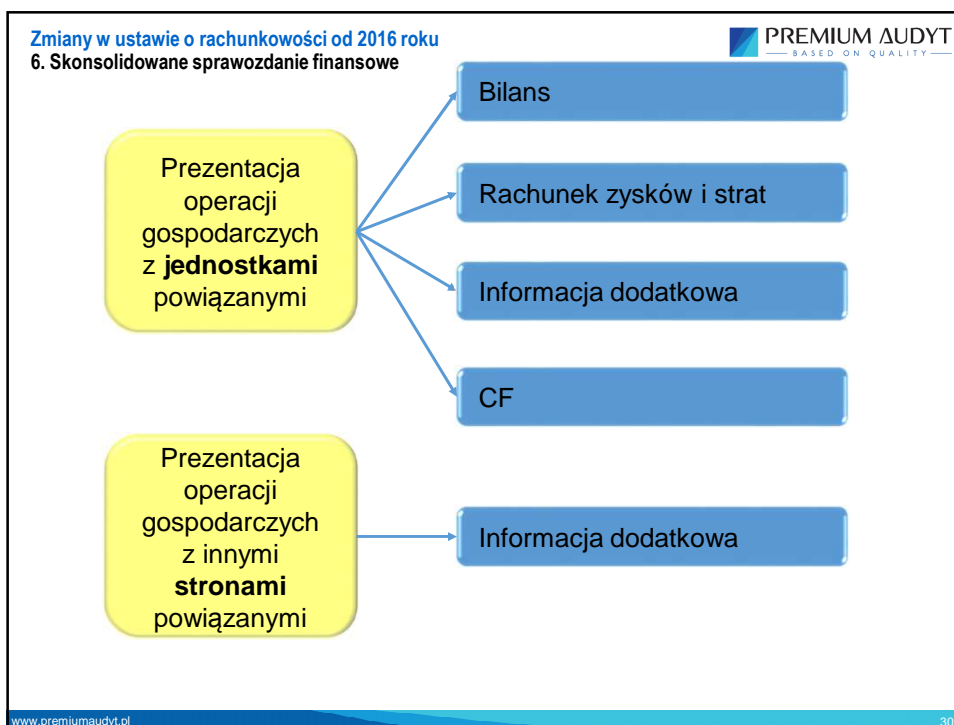 Zmiany w ustawie o rachunkowości od 2016 roku
6. Skonsolidowane sprawozdanie finansowe
PREMIUM AUDYT
BASED ON QUALITY
Prezentacja
operacji
gospodarczych
z jednostkami
powiązanymi
Bilans
Rachunek zysków i strat
Informacja dodatkowa
CF
Prezentacja
operacji
gospodarczych
z innymi
stronami
powiązanymi
Informacja dodatkowa
www.premiumaudyt.pl
30